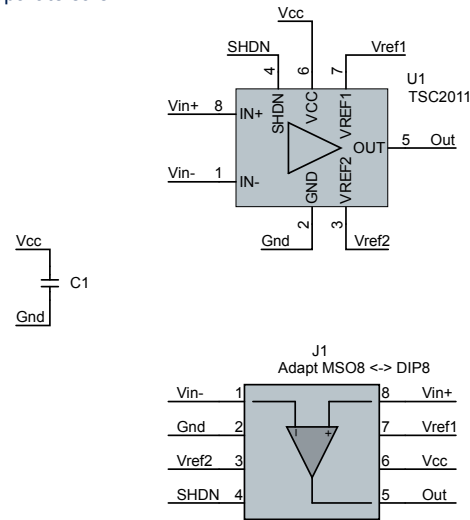 Vcc
SHDN Vref1
4 6 7
U1
TSC2011
Vin+ 8 IN+ SHDN VCC VREF1
OUT 5 Out
Vin- 1 IN- GND VREF2
2 3
Gnd Vref2
Vcc
C1
Gnd
J1
Adapt MSO8 <-> DIP8
Vin- 1 - + 8 Vin+
Gnd 2 7 Vref1
Vref2 3 6 Vcc
SHDN 4 5 Out